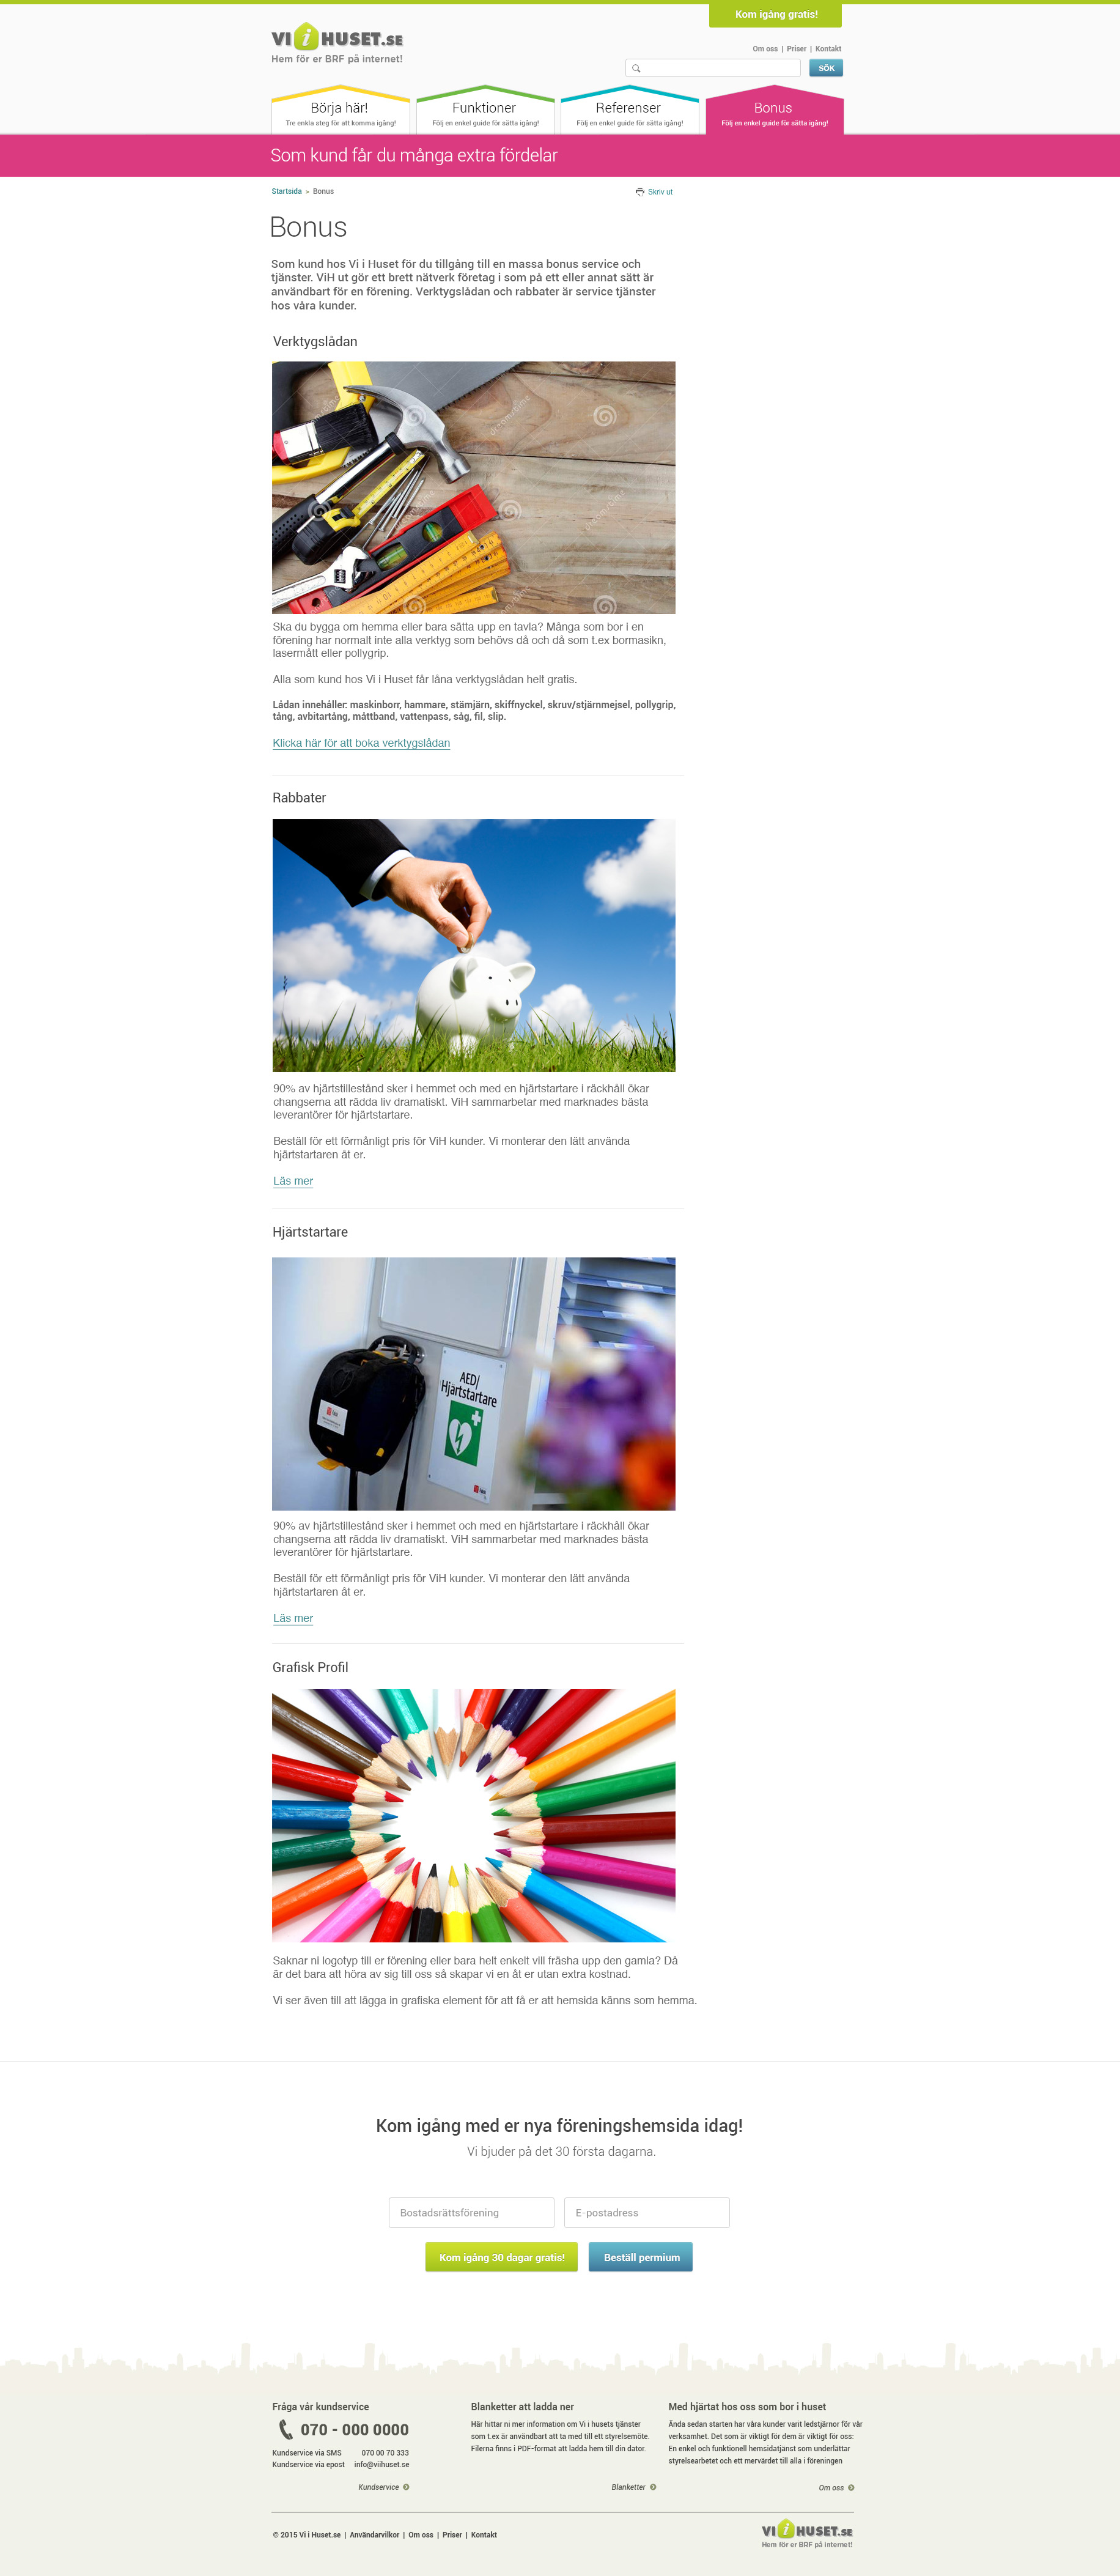 Kom igång gratis!
VI i HUSET.SE
Hem för er BRF på internet!
Om oss | Priser | Kontakt
SÖK
Börja här!
Tre enkla steg för att komma igång!
Funktioner
Följ en enkel guide för sätta igång!
Referenser
Följ en enkel guide för sätta igång!
Bonus
Följ en enkel guide för sätta igång!
Som kund får du många extra fördelar
Startsida > Bonus
Skriv ut
Bonus
Som kund hos Vi i Huset för du tillgång till en massa bonus service och
tjänster. ViH ut gör ett brett nätverk företag i som på ett eller annat sätt är
användbart för en förening. Verktygslådan och rabbater är service tjänster
hos våra kunder.
Verktygslådan
dreamstime
Ska du bygga om hemma eller bara sätta upp en tavla? Många som bor i en
förening har normalt inte alla verktyg som behövs då och då som t.ex bormasikn,
lasermått eller pollygrip.
Alla som kund hos Vi i Huset får låna verktygslådan helt gratis.
Lådan innehåller: maskinborr, hammare, stämjärn, skiffnyckel, skruv/stjärnmejsel, pollygrip,
tång, avbitartång, måttband, vattenpass, såg, fil, slip.
Klicka här för att boka verktygslådan
Rabbater
90% av hjärtstillestånd sker i hemmet och med en hjärtstartare i räckhåll ökar
changserna att rädda liv dramatiskt. ViH sammarbetar med marknades bästa
leverantörer för hjärtstartare.
Beställ för ett förmånligt pris för ViH kunder. Vi monterar den lätt använda
hjärtstartaren åt er.
Läs mer
Hjärtstartare
AED/
Hjärtstartare
90% av hjärtstillestånd sker i hemmet och med en hjärtstartare i räckhåll ökar
changserna att rädda liv dramatiskt. ViH sammarbetar med marknades bästa
leverantörer för hjärtstartare.
Beställ för ett förmånligt pris för ViH kunder. Vi monterar den lätt använda
hjärtstartaren åt er.
Läs mer
Grafisk Profil
Saknar ni logotyp till er förening eller bara helt enkelt vill fräsha upp den gamla? Då
är det bara att höra av sig till oss så skapar vi en åt er utan extra kostnad.
Vi ser även till att lägga in grafiska element för att få er att hemsida känns som hemma.
Kom igång med er nya föreningshemsida idag!
Vi bjuder på det 30 första dagarna.
Bostadsrättsförening
E-postadress
Kom igång 30 dagar gratis!
Beställ permium
Fråga vår kundservice
070 - 000 0000
Kundservice via SMS 070 00 70 333
Kundservice via epost info@viihuset.se
Kundservice
Blanketter att ladda ner
Här hittar ni mer information om Vi i husets tjänster
som t.ex är användbart att ta med till ett styrelsemöte.
Filerna finns i PDF-format att ladda hem till din dator.
Blanketter
Med hjärtat hos oss som bor i huset
Ända sedan starten har våra kunder varit ledstjärnor för vår
verksamhet. Det som är viktigt för dem är viktigt för oss:
En enkel och funktionell hemsidatjänst som underlättar
styrelsearbetet och ett mervärdet till alla i föreningen
Om oss
© 2015 Vi i Huset.se | Användarvilkor | Om oss | Priser | Kontakt
VI i HUSET.SE
Hem för er BRF på internet!